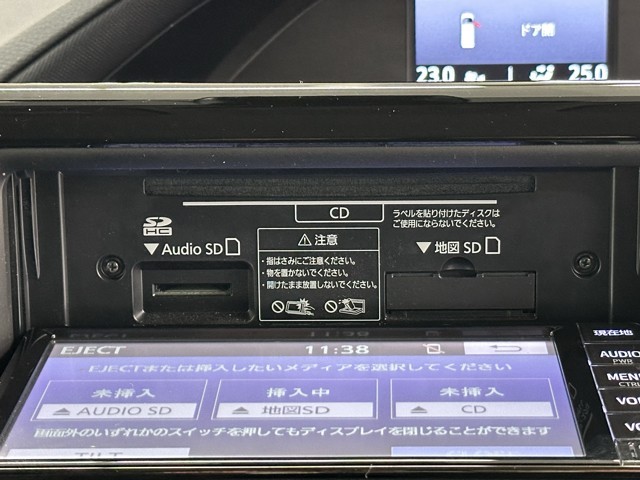 ドア開
23.0
25.0
CD
ラベルを貼り付けたディスクは
ご使用にならないでください。
SD
HC
▼Audio SD
⚠注意
・指はさみにご注意ください。
・物を置かないでください。
・開けたまま放置しないでください。
▼地図 SD
EJECT
11:38
EJECTまたは挿入したいメディアを選択してください
未挿入
挿入中
未挿入
AUDIO SD
地図SD
CD
画面外のいずれかのスイッチを押してもディスプレイを閉じることができます
TILT
現在地
AUDIO
PWR
MENU
CTRL
VOL